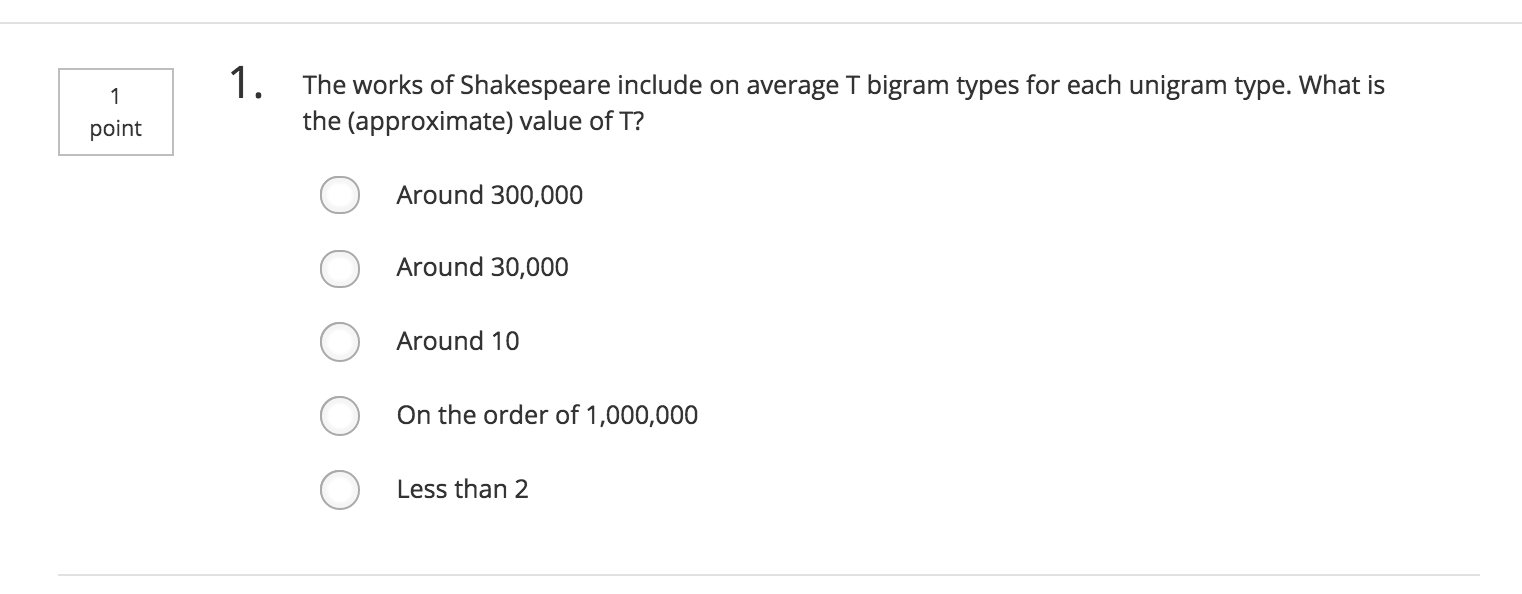 1
point
1.
The works of Shakespeare include on average T bigram types for each unigram type. What is
the (approximate) value of T?
Around 300,000
Around 30,000
Around 10
On the order of 1,000,000
Less than 2